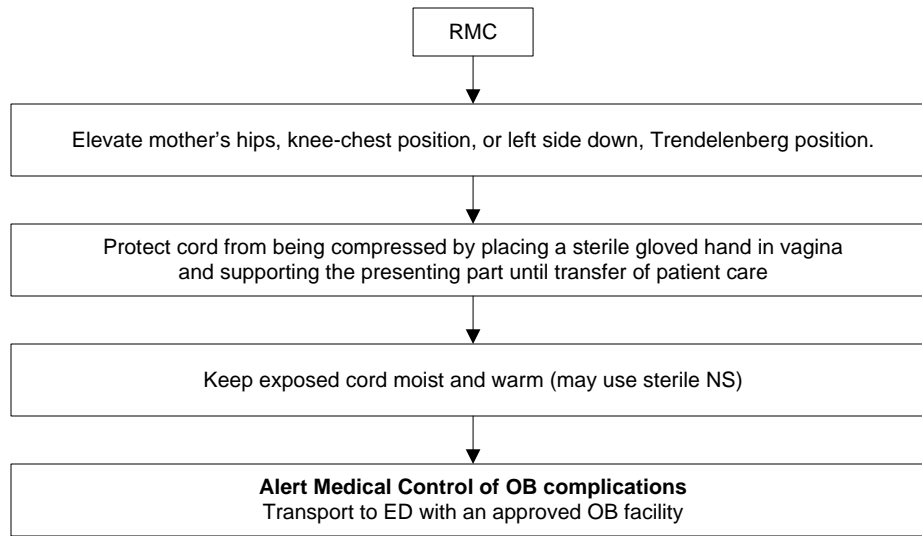 RMC
Elevate mother’s hips, knee-chest position, or left side down, Trendelenberg position.
Protect cord from being compressed by placing a sterile gloved hand in vagina
and supporting the presenting part until transfer of patient care
Keep exposed cord moist and warm (may use sterile NS)
Alert Medical Control of OB complications
Transport to ED with an approved OB facility